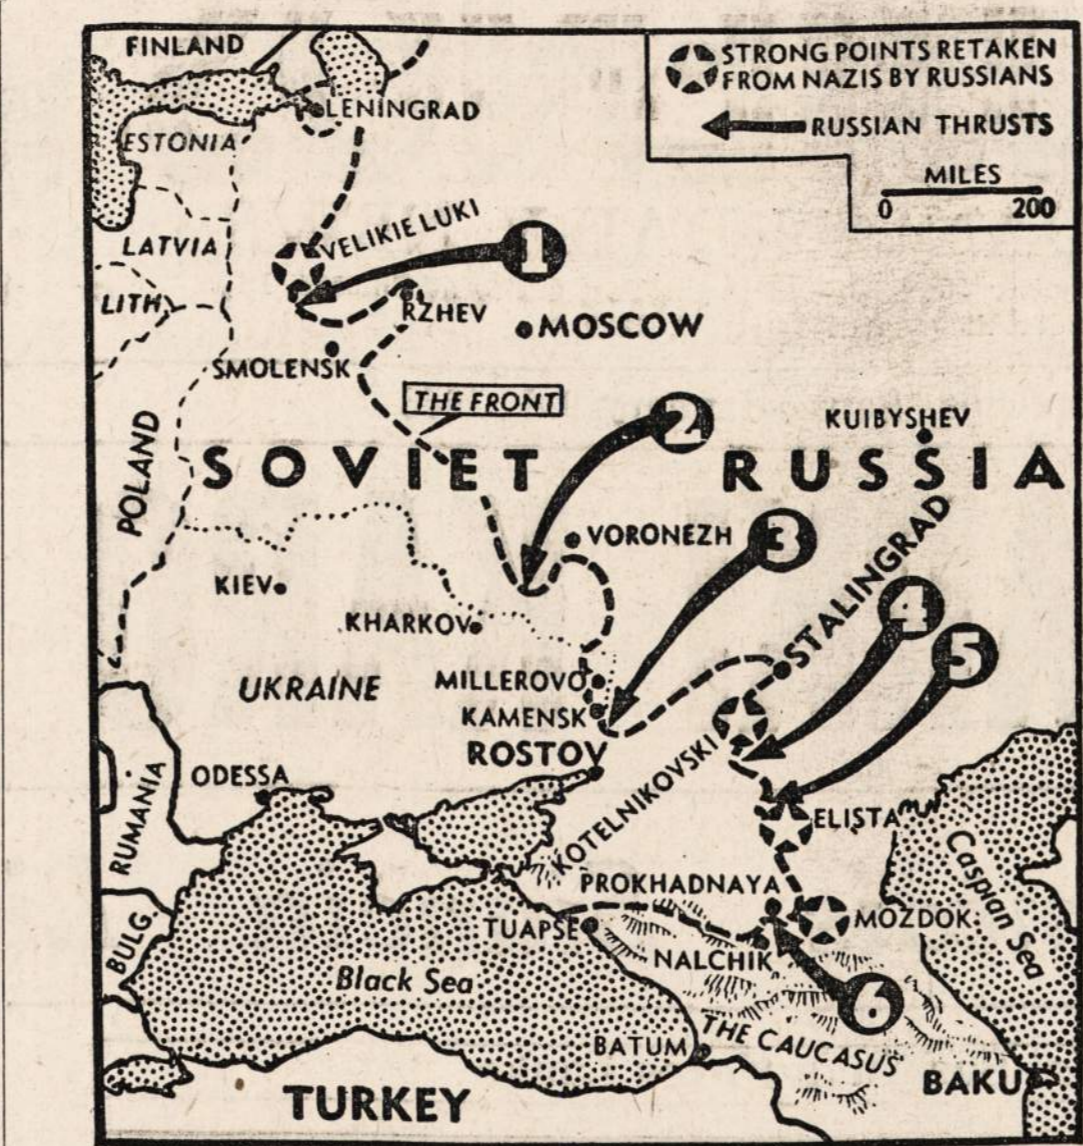 FINLAND
STRONG POINTS RETAKEN
FROM NAZIS BY RUSSIANS
RUSSIAN THRUSTS
MILES
0 200
LENINGRAD
ESTONIA
VELIKIE LUKI
LATVIA
1
LITH.
RZHEV
MOSCOW
SMOLENSK
THE FRONT
2
KUIBYSHEV
POLAND
SOVIET RUSSIA
VORONEZH
3
STALINGRAD
KIEV
4
KHARKOV
5
UKRAINE
MILLEROVO
KAMENSK
ROSTOV
KOTELNIKOVSKI
ODESSA
RUMANIA
ELISTA
Caspian Sea
PROKHADNAYA
MOZDOK
BULG.
TUAPSE
NALCHIK
Black Sea
6
THE CAUCASUS
BATUM
BAKU
TURKEY